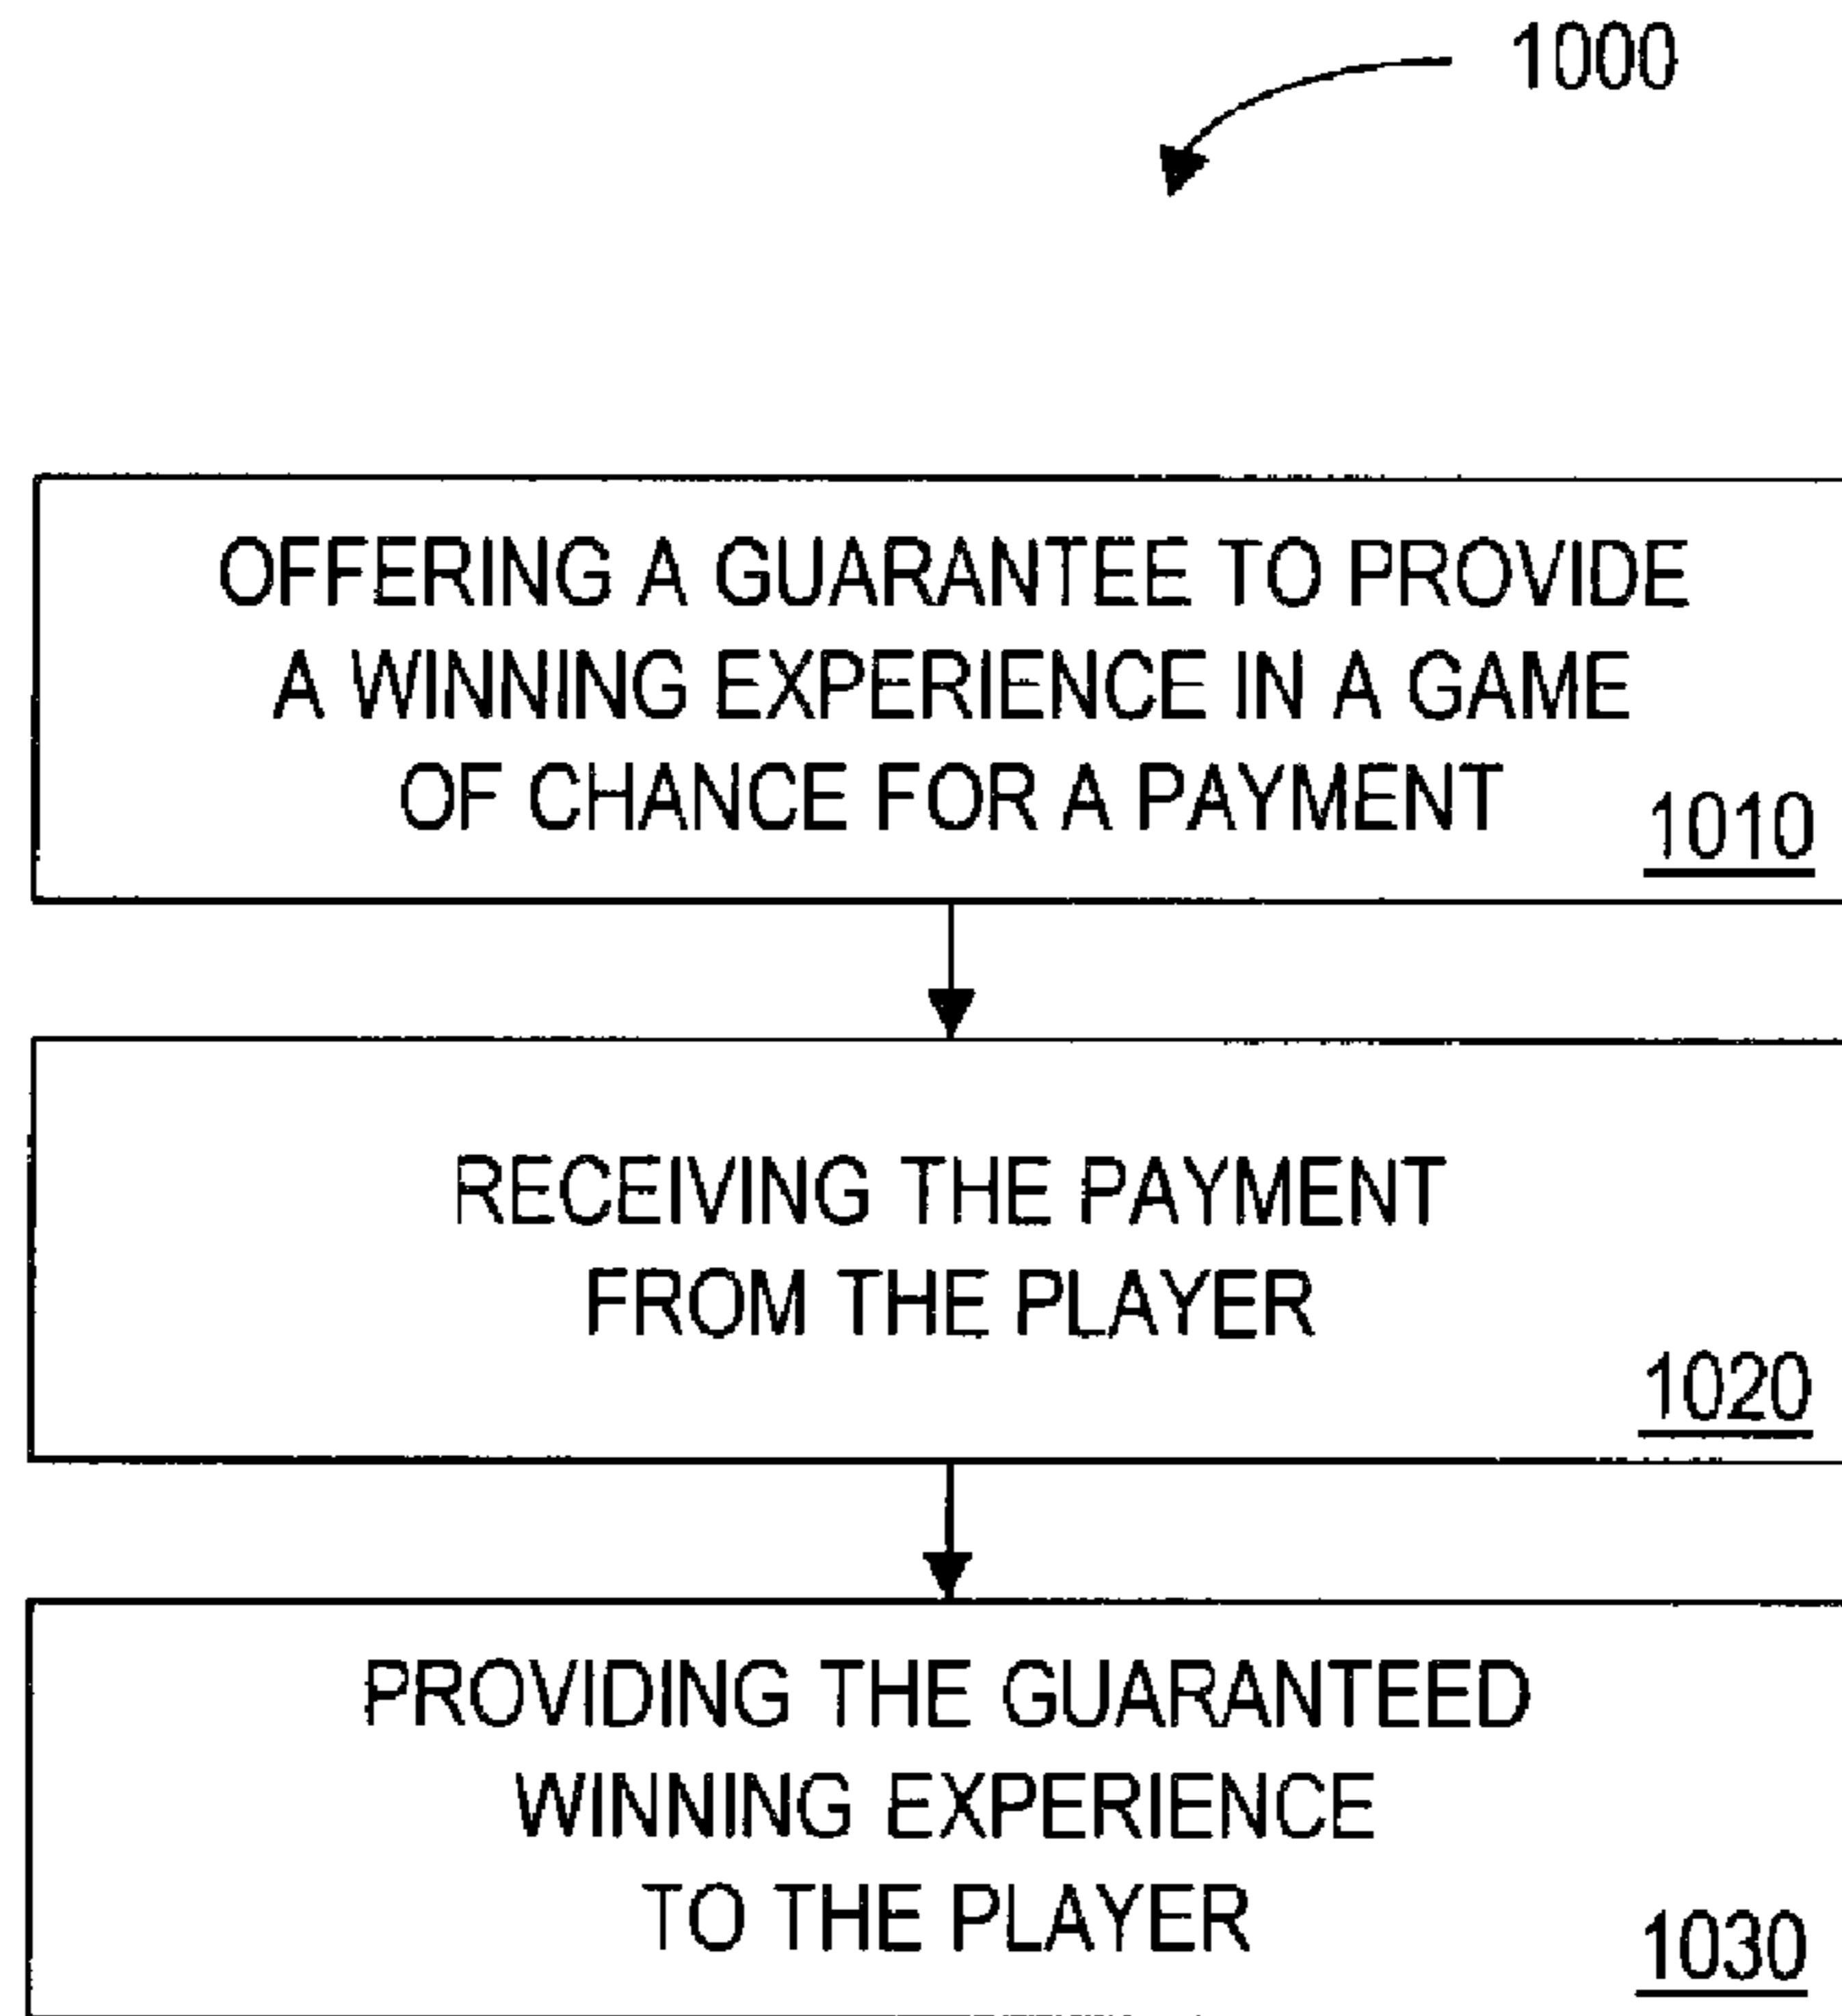 1000
OFFERING A GUARANTEE TO PROVIDE
A WINNING EXPERIENCE IN A GAME
OF CHANCE FOR A PAYMENT
1010
RECEIVING THE PAYMENT
FROM THE PLAYER
1020
PROVIDING THE GUARANTEED
WINNING EXPERIENCE
TO THE PLAYER
1030